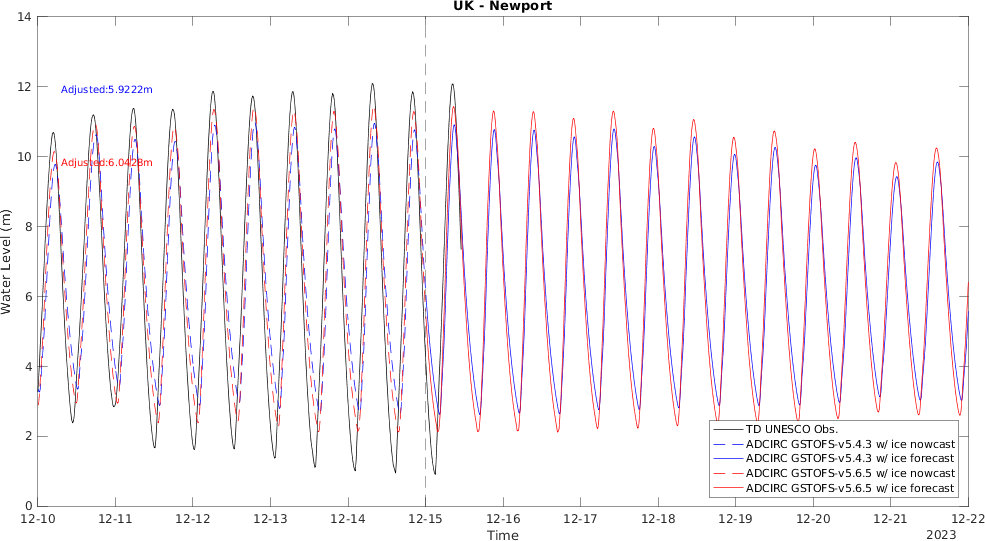 UK - Newport
14
12
10
8
6
4
2
0
Water Level (m)
Adjusted:5.9222m
Adjusted:6.0428m
TD UNESCO Obs.
ADCIRC GSTOFS-v5.4.3 w/ ice nowcast
ADCIRC GSTOFS-v5.4.3 w/ ice forecast
ADCIRC GSTOFS-v5.6.5 w/ ice nowcast
ADCIRC GSTOFS-v5.6.5 w/ ice forecast
12-10 12-11 12-12 12-13 12-14 12-15 12-16 12-17 12-18 12-19 12-20 12-21 12-22
Time
2023